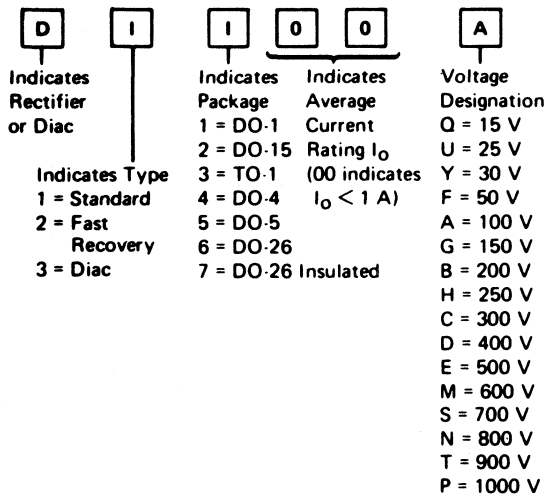 D I I 0 0 A
Indicates
Rectifier
or Diac
Indicates Type
1 = Standard
2 = Fast
Recovery
3 = Diac
Indicates
Package
1 = DO-1
2 = DO-15
3 = TO-1
4 = DO-4
5 = DO-5
6 = DO-26
7 = DO-26 Insulated
Indicates
Average
Current
Rating IO
(00 indicates
IO < 1 A)
Voltage
Designation
Q = 15 V
U = 25 V
Y = 30 V
F = 50 V
A = 100 V
G = 150 V
B = 200 V
H = 250 V
C = 300 V
D = 400 V
E = 500 V
M = 600 V
S = 700 V
N = 800 V
T = 900 V
P = 1000 V